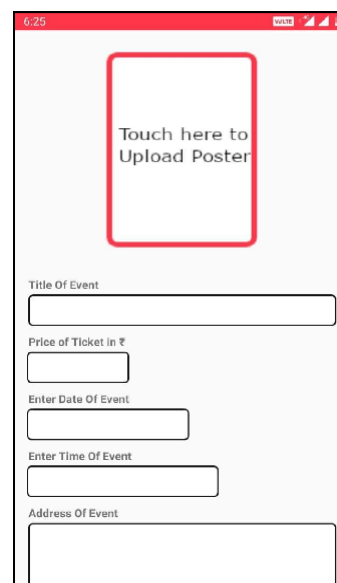 6:25
VoLTE
Touch here to
Upload Poster
Title Of Event
Price of Ticket in ₹
Enter Date Of Event
Enter Time Of Event
Address Of Event